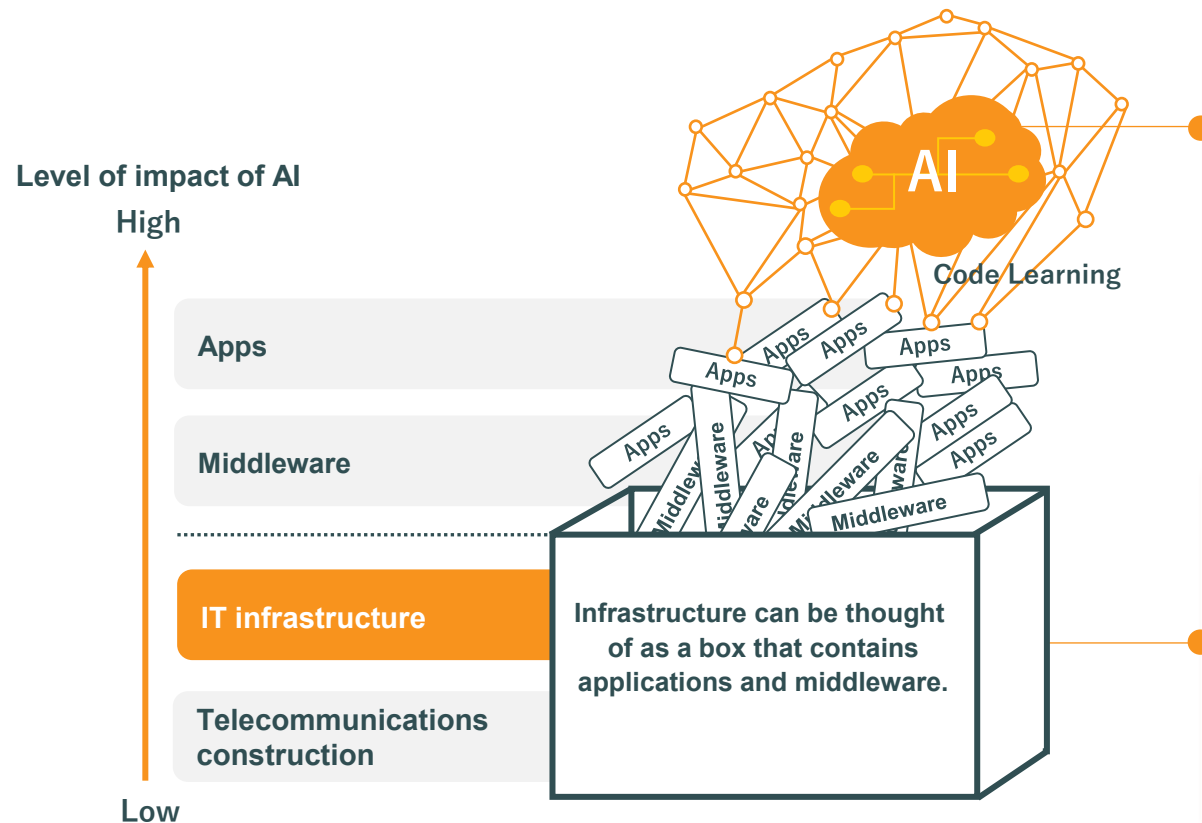 Level of impact of AI
High
AI
Code Learning
Apps
Apps
Apps
Apps
Apps
Apps
Apps
Apps
Apps
Apps
Middleware
Middleware
Middleware
Middleware
IT infrastructure
Infrastructure can be thought
of as a box that contains
applications and middleware.
Telecommunications
construction
Low